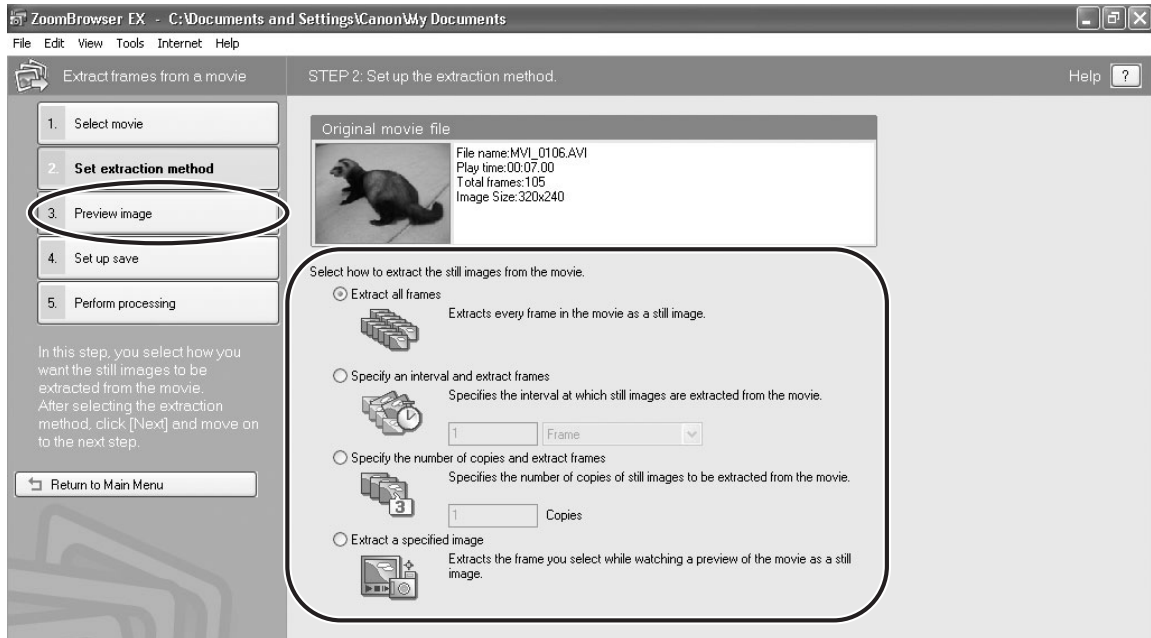 ZoomBrowser EX - C:\Documents and Settings\Canon\My Documents
File Edit View Tools Internet Help
Extract frames from a movie
STEP 2: Set up the extraction method.
Help ?
1. Select movie
2. Set extraction method
3. Preview image
4. Set up save
5. Perform processing
In this step, you select how you
want the still images to be
extracted from the movie.
After selecting the extraction
method, click [Next] and move on
to the next step.
Return to Main Menu
Original movie file
File name:MVI_0106.AVI
Play time:00:07.00
Total frames:105
Image Size:320x240
Select how to extract the still images from the movie.
Extract all frames
Extracts every frame in the movie as a still image.
Specify an interval and extract frames
Specifies the interval at which still images are extracted from the movie.
1 Frame
Specify the number of copies and extract frames
Specifies the number of copies of still images to be extracted from the movie.
3
1 Copies
Extract a specified image
Extracts the frame you select while watching a preview of the movie as a still
image.